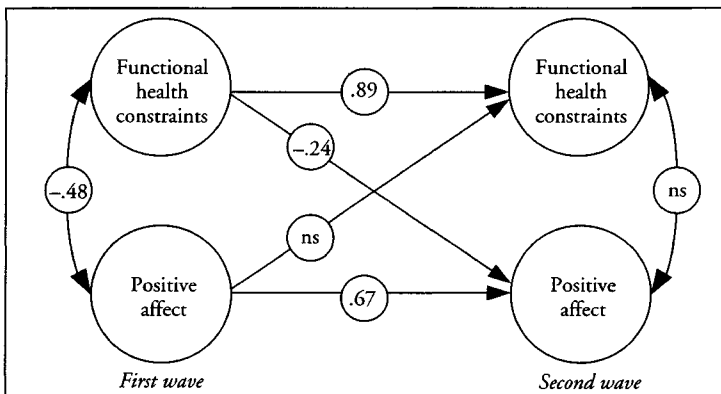 Functional
health
constraints
Functional
health
constraints
.89
–.24
–.48
ns
ns
Positive
affect
.67
Positive
affect
First wave
Second wave